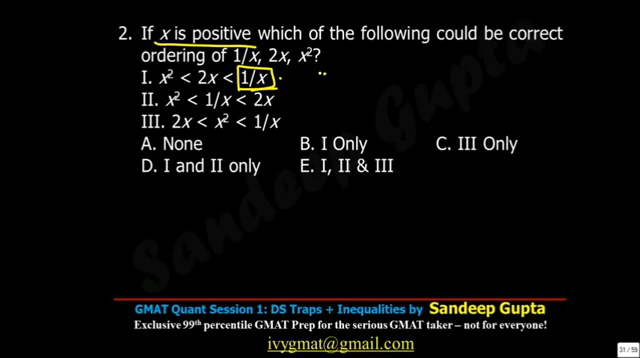 2. If x is positive which of the following could be correct
ordering of 1/x, 2x, x²?
I. x² < 2x < 1/x
II. x² < 1/x < 2x
III. 2x < x² < 1/x
A. None B. I Only C. III Only
D. I and II only E. I, II & III
Sandeep Gupta
GMAT Quant Session 1: DS Traps + Inequalities by Sandeep Gupta
Exclusive 99th percentile GMAT Prep for the serious GMAT taker – not for everyone!
ivygmat@gmail.com
31 / 59